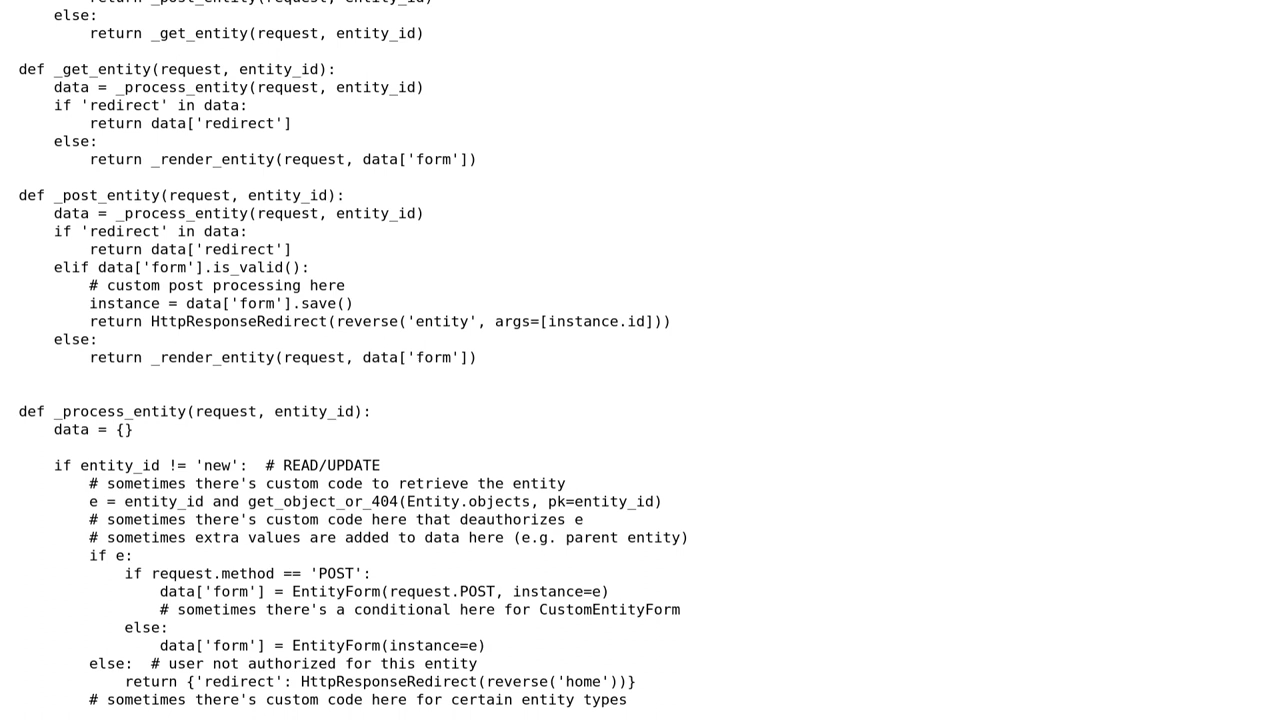 return _post_entity(request, entity_id)
else:
return _get_entity(request, entity_id)
def _get_entity(request, entity_id):
data = _process_entity(request, entity_id)
if 'redirect' in data:
return data['redirect']
else:
return _render_entity(request, data['form'])
def _post_entity(request, entity_id):
data = _process_entity(request, entity_id)
if 'redirect' in data:
return data['redirect']
elif data['form'].is_valid():
# custom post processing here
instance = data['form'].save()
return HttpResponseRedirect(reverse('entity', args=[instance.id]))
else:
return _render_entity(request, data['form'])
def _process_entity(request, entity_id):
data = {}
if entity_id != 'new':  # READ/UPDATE
# sometimes there's custom code to retrieve the entity
e = entity_id and get_object_or_404(Entity.objects, pk=entity_id)
# sometimes there's custom code here that deauthorizes e
# sometimes extra values are added to data here (e.g. parent entity)
if e:
if request.method == 'POST':
data['form'] = EntityForm(request.POST, instance=e)
# sometimes there's a conditional here for CustomEntityForm
else:
data['form'] = EntityForm(instance=e)
else:  # user not authorized for this entity
return {'redirect': HttpResponseRedirect(reverse('home'))}
# sometimes there's custom code here for certain entity types